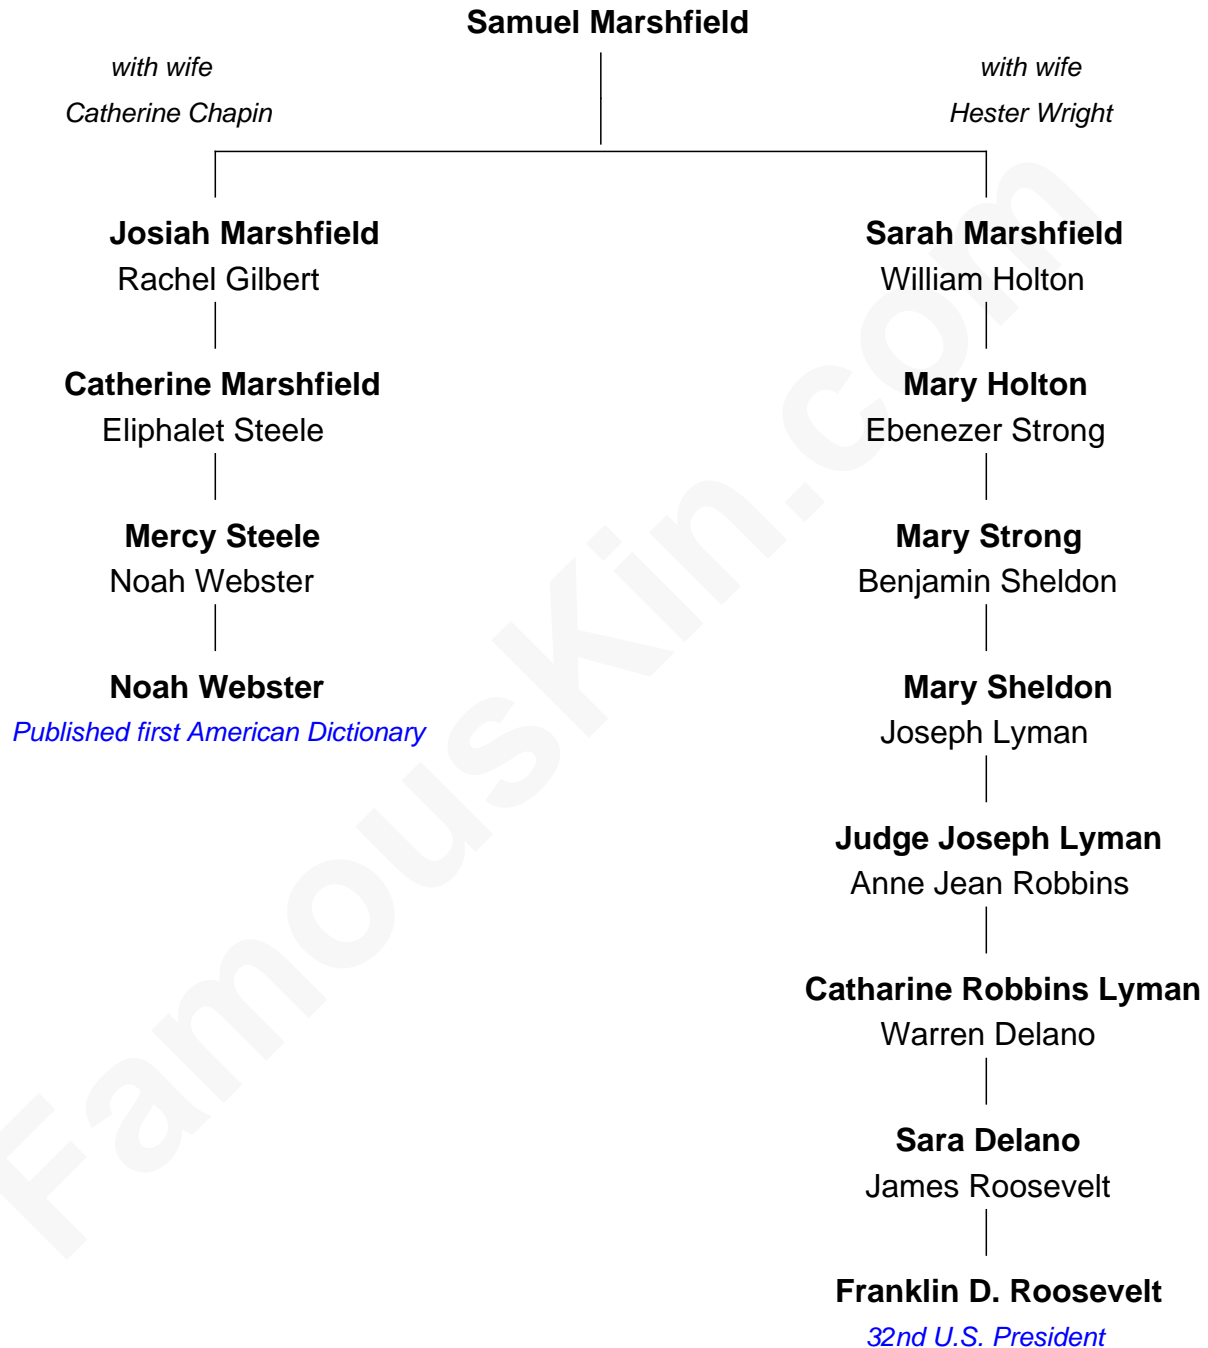 Samuel Marshfield
with wife
Catherine Chapin
with wife
Hester Wright
Josiah Marshfield
Rachel Gilbert
Catherine Marshfield
Eliphalet Steele
Mercy Steele
Noah Webster
Noah Webster
Published first American Dictionary
Sarah Marshfield
William Holton
Mary Holton
Ebenezer Strong
Mary Strong
Benjamin Sheldon
Mary Sheldon
Joseph Lyman
Judge Joseph Lyman
Anne Jean Robbins
Catharine Robbins Lyman
Warren Delano
Sara Delano
James Roosevelt
Franklin D. Roosevelt
32nd U.S. President
FamousKin.com